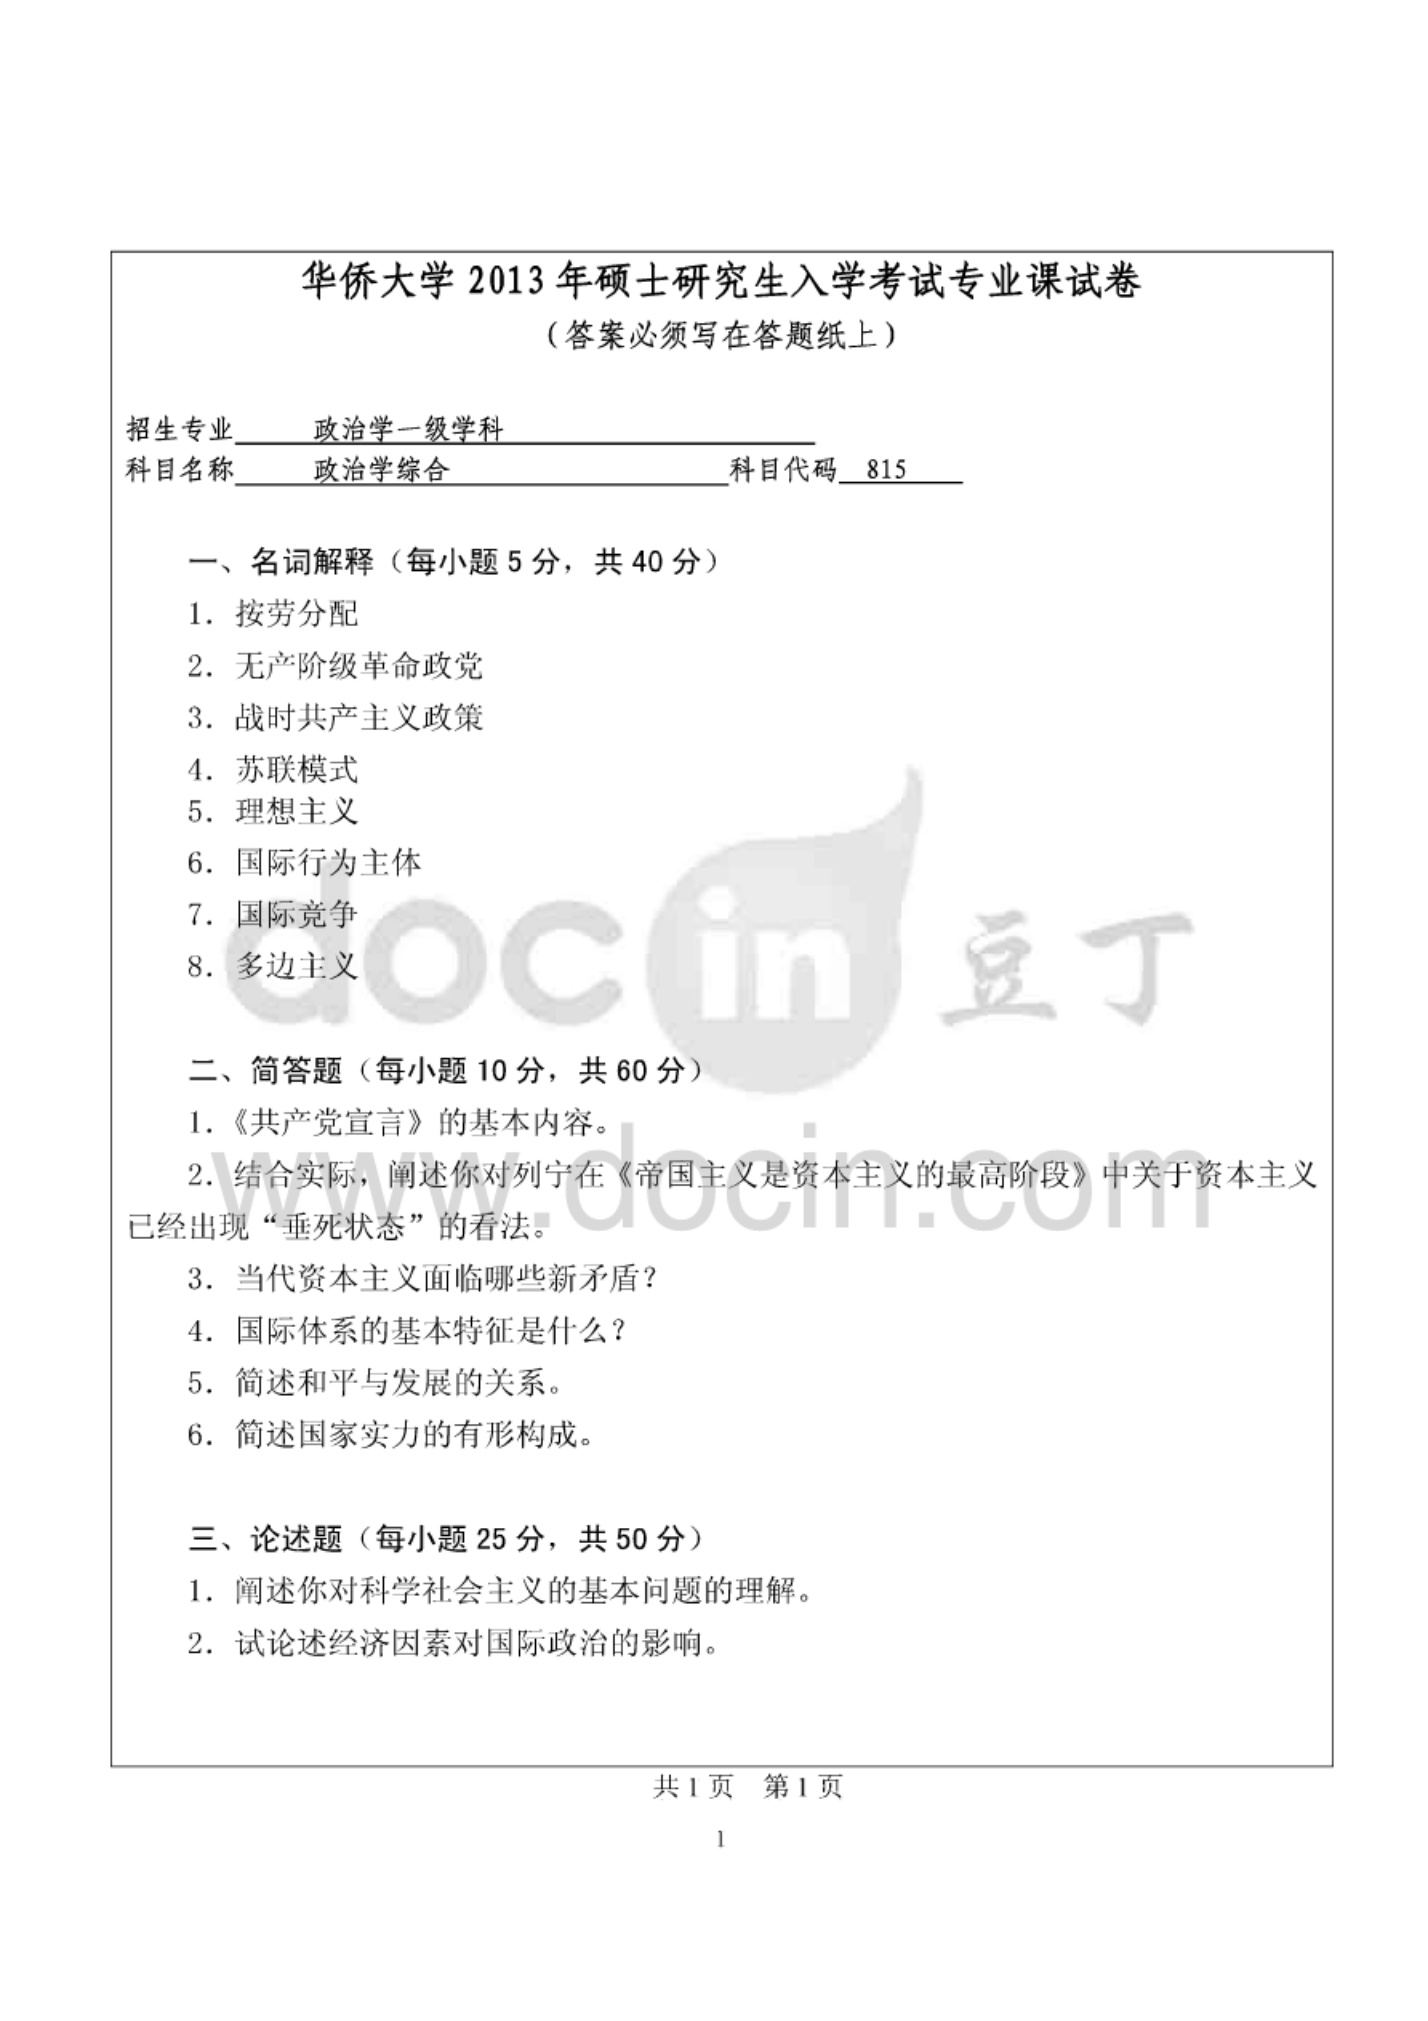 华侨大学 2013 年硕士研究生入学考试专业课试卷
（答案必须写在答题纸上）
招生专业 政治学一级学科
科目名称 政治学综合 科目代码 815
一、名词解释（每小题 5 分，共 40 分）
1．按劳分配
2．无产阶级革命政党
3．战时共产主义政策
4．苏联模式
5．理想主义
6．国际行为主体
7．国际竞争
8．多边主义
docin 豆丁
二、简答题（每小题 10 分，共 60 分）
1．《共产党宣言》的基本内容。
2．结合实际，阐述你对列宁在《帝国主义是资本主义的最高阶段》中关于资本主义
已经出现“垂死状态”的看法。
www.docin.com
3．当代资本主义面临哪些新矛盾？
4．国际体系的基本特征是什么？
5．简述和平与发展的关系。
6．简述国家实力的有形构成。
三、论述题（每小题 25 分，共 50 分）
1．阐述你对科学社会主义的基本问题的理解。
2．试论述经济因素对国际政治的影响。
共 1 页 第 1 页
1